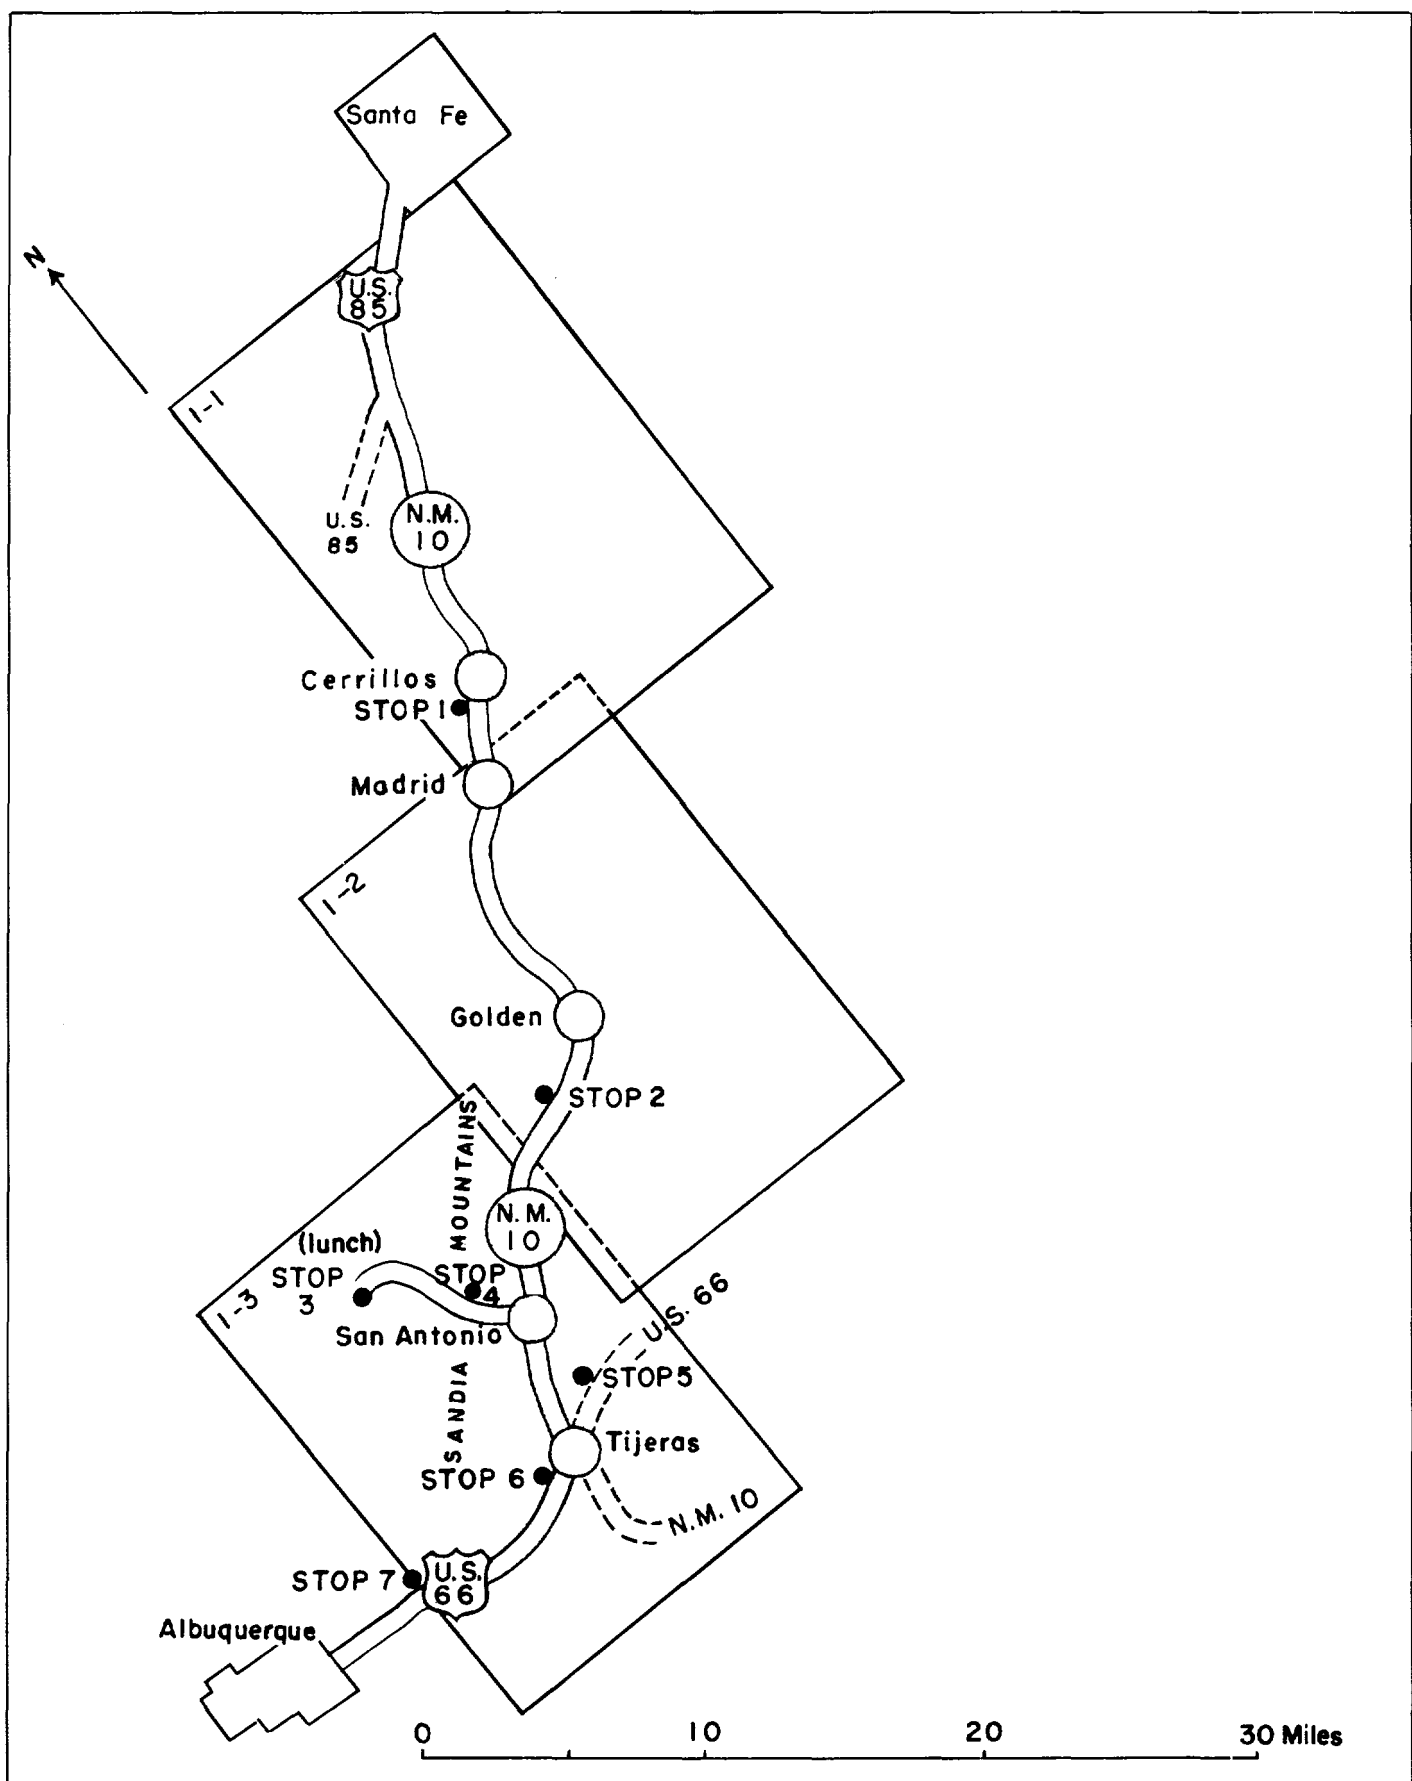 Santa Fe
N
U.S.
85
1-1
U.S.
85
N.M.
10
Cerrillos
STOP 1
Madrid
1-2
Golden
STOP 2
SANDIA MOUNTAINS
N.M.
10
(lunch)
STOP
3
STOP
4
1-3
San Antonio
U.S. 66
STOP 5
Tijeras
STOP 6
N.M. 10
STOP 7
U.S.
66
Albuquerque
0 10 20 30 Miles